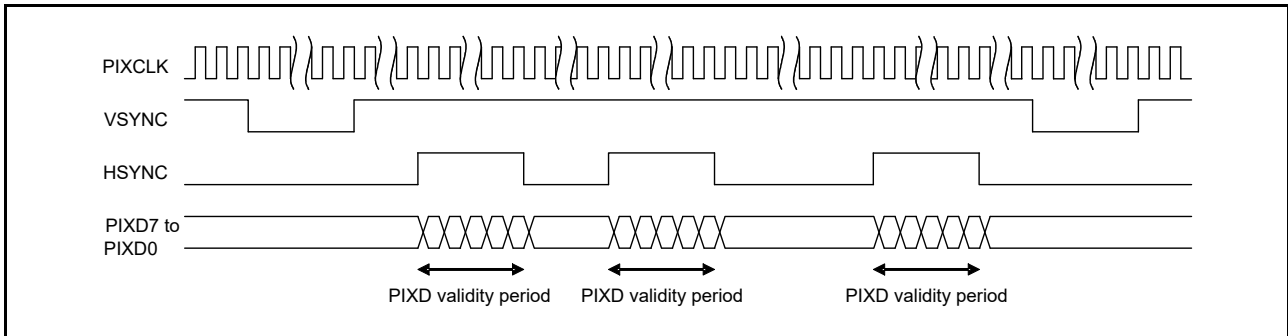 PIXCLK
VSYNC
HSYNC
PIXD7 to
PIXD0
PIXD validity period
PIXD validity period
PIXD validity period